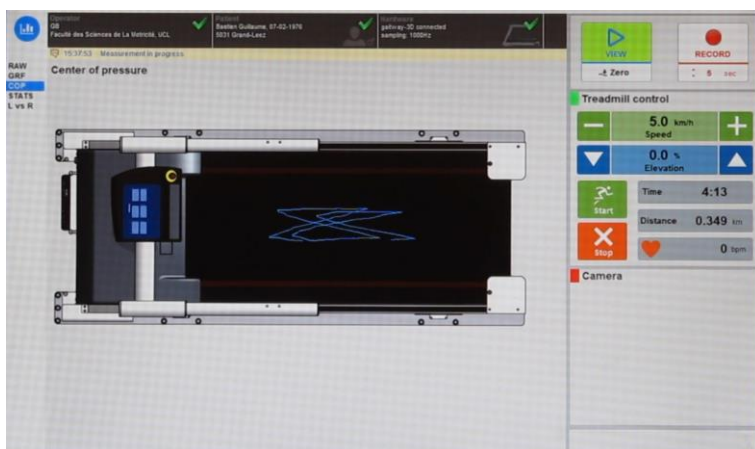 Operator
GB
Faculté des Sciences de La Motricité, UCL
Patient
Bastien Guillaume, 07-02-1976
5031 Grand-Leez
Hardware
gaitway-3D connected
sampling: 1000Hz
15:37:53 Measurement in progress
RAW
GRF
COP
STATS
L vs R
Center of pressure
VIEW
Zero
RECORD
5 sec
Treadmill control
5.0 km/h
Speed
0.0 %
Elevation
Start
Time 4:13
Distance 0.349 km
Stop
0 bpm
Camera